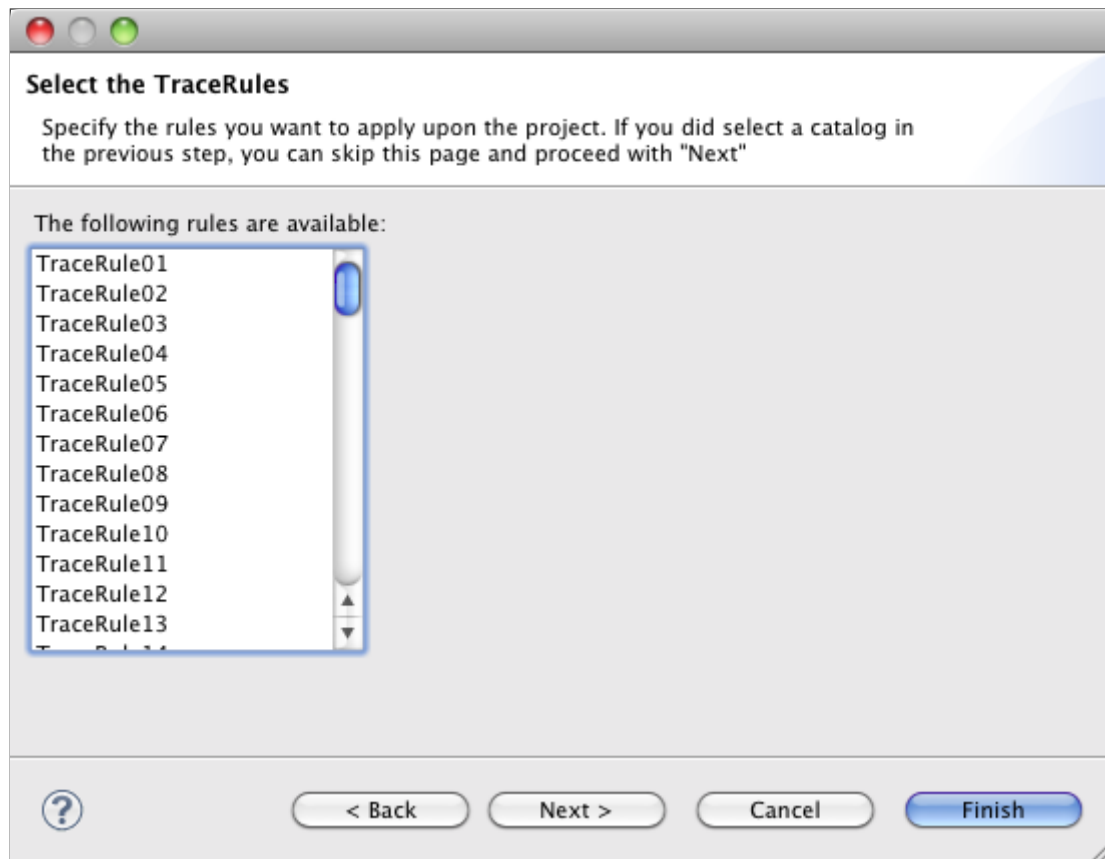 Select the TraceRules
Specify the rules you want to apply upon the project. If you did select a catalog in
the previous step, you can skip this page and proceed with "Next"
The following rules are available:
TraceRule01
TraceRule02
TraceRule03
TraceRule04
TraceRule05
TraceRule06
TraceRule07
TraceRule08
TraceRule09
TraceRule10
TraceRule11
TraceRule12
TraceRule13
? < Back Next > Cancel Finish